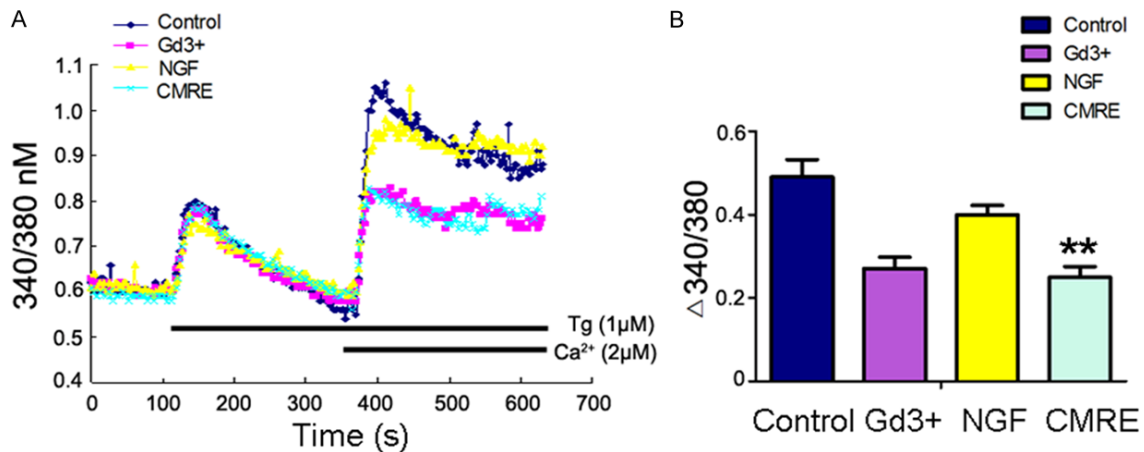 A
Control
Gd3+
NGF
CMRE
340/380 nM
1.1
1.0
0.9
0.8
0.7
0.6
0.5
0.4
Tg (1µM)
Ca²⁺ (2µM)
0 100 200 300 400 500 600 700
Time (s)
B
Control
Gd3+
NGF
CMRE
△340/380
0.6
0.4
0.2
0
**
Control Gd3+ NGF CMRE